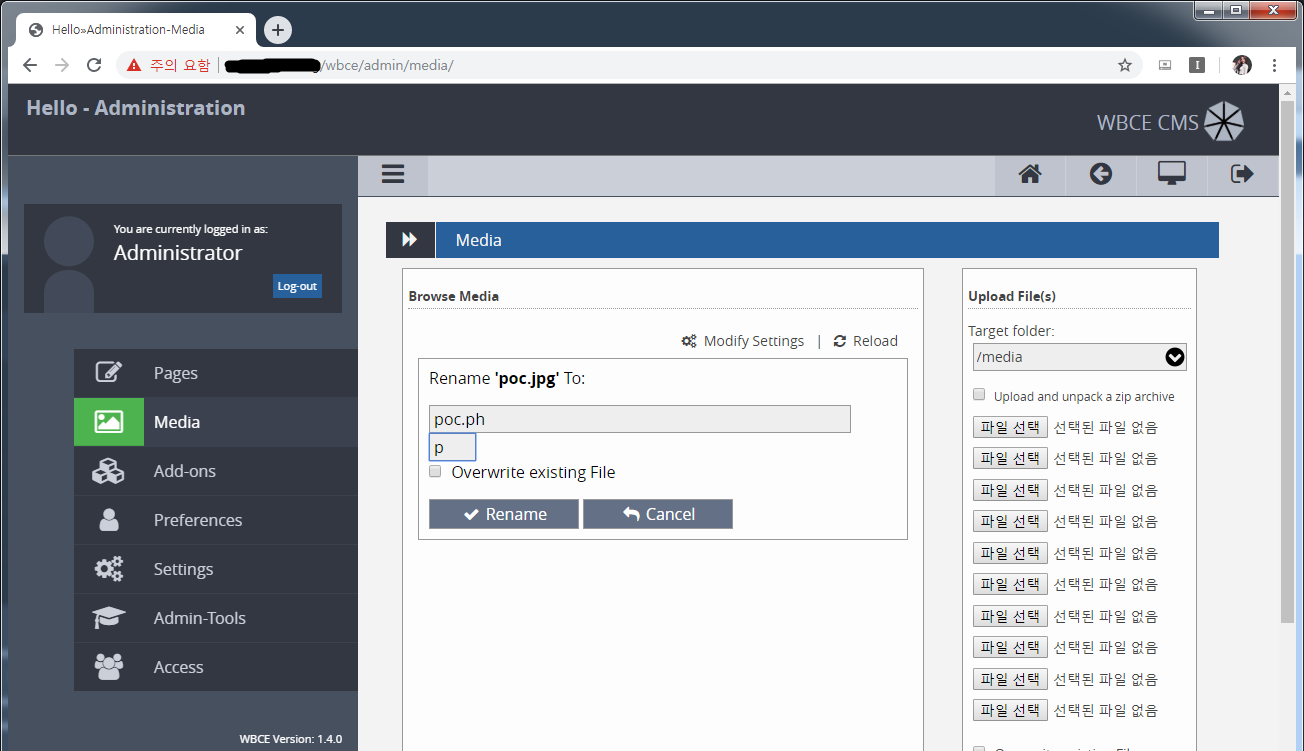 Hello»Administration-Media
주의 요함 /wbce/admin/media/
Hello - Administration
WBCE CMS
You are currently logged in as:
Administrator
Log-out
Pages
Media
Add-ons
Preferences
Settings
Admin-Tools
Access
WBCE Version: 1.4.0
Media
Browse Media
Modify Settings | Reload
Rename 'poc.jpg' To:
poc.ph
p
Overwrite existing File
Rename Cancel
Upload File(s)
Target folder:
/media
Upload and unpack a zip archive
파일 선택 선택된 파일 없음
파일 선택 선택된 파일 없음
파일 선택 선택된 파일 없음
파일 선택 선택된 파일 없음
파일 선택 선택된 파일 없음
파일 선택 선택된 파일 없음
파일 선택 선택된 파일 없음
파일 선택 선택된 파일 없음
파일 선택 선택된 파일 없음
파일 선택 선택된 파일 없음